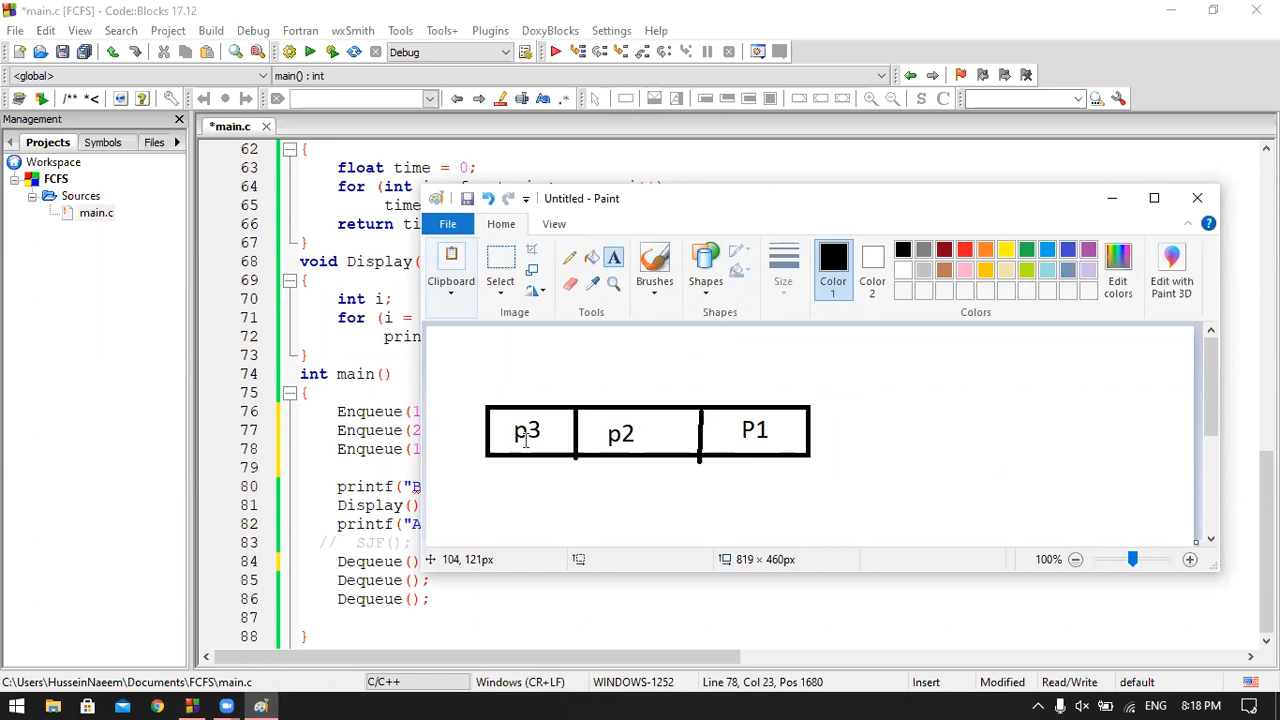 *main.c [FCFS] - Code::Blocks 17.12
File Edit View Search Project Build Debug Fortran wxSmith Tools Tools+ Plugins DoxyBlocks Settings Help
Debug
<global> main() : int
/** *<
S C
Management
Projects Symbols Files
Workspace
FCFS
Sources
main.c
*main.c
62 {
63 float time = 0;
64 for (int
65 time
66 return ti
67 }
68 void Display(
69 {
70 int i;
71 for (i =
72 prin
73 }
74 int main()
75 {
76 Enqueue(1
77 Enqueue(2
78 Enqueue(1
79
80 printf("B
81 Display()
82 printf("A
83 // SJF();
84 Dequeue()
85 Dequeue();
86 Dequeue();
87
88 }
Untitled - Paint
File Home View
Clipboard
Select
Image
A
Tools
Brushes
Shapes
Shapes
Size
Color 1
Color 2
Edit colors
Edit with Paint 3D
Colors
p3 p2 P1
104, 121px
819 × 460px
100%
C:\Users\HusseinNaeem\Documents\FCFS\main.c C/C++ Windows (CR+LF) WINDOWS-1252 Line 78, Col 23, Pos 1680 Insert Modified Read/Write default
ENG 8:18 PM